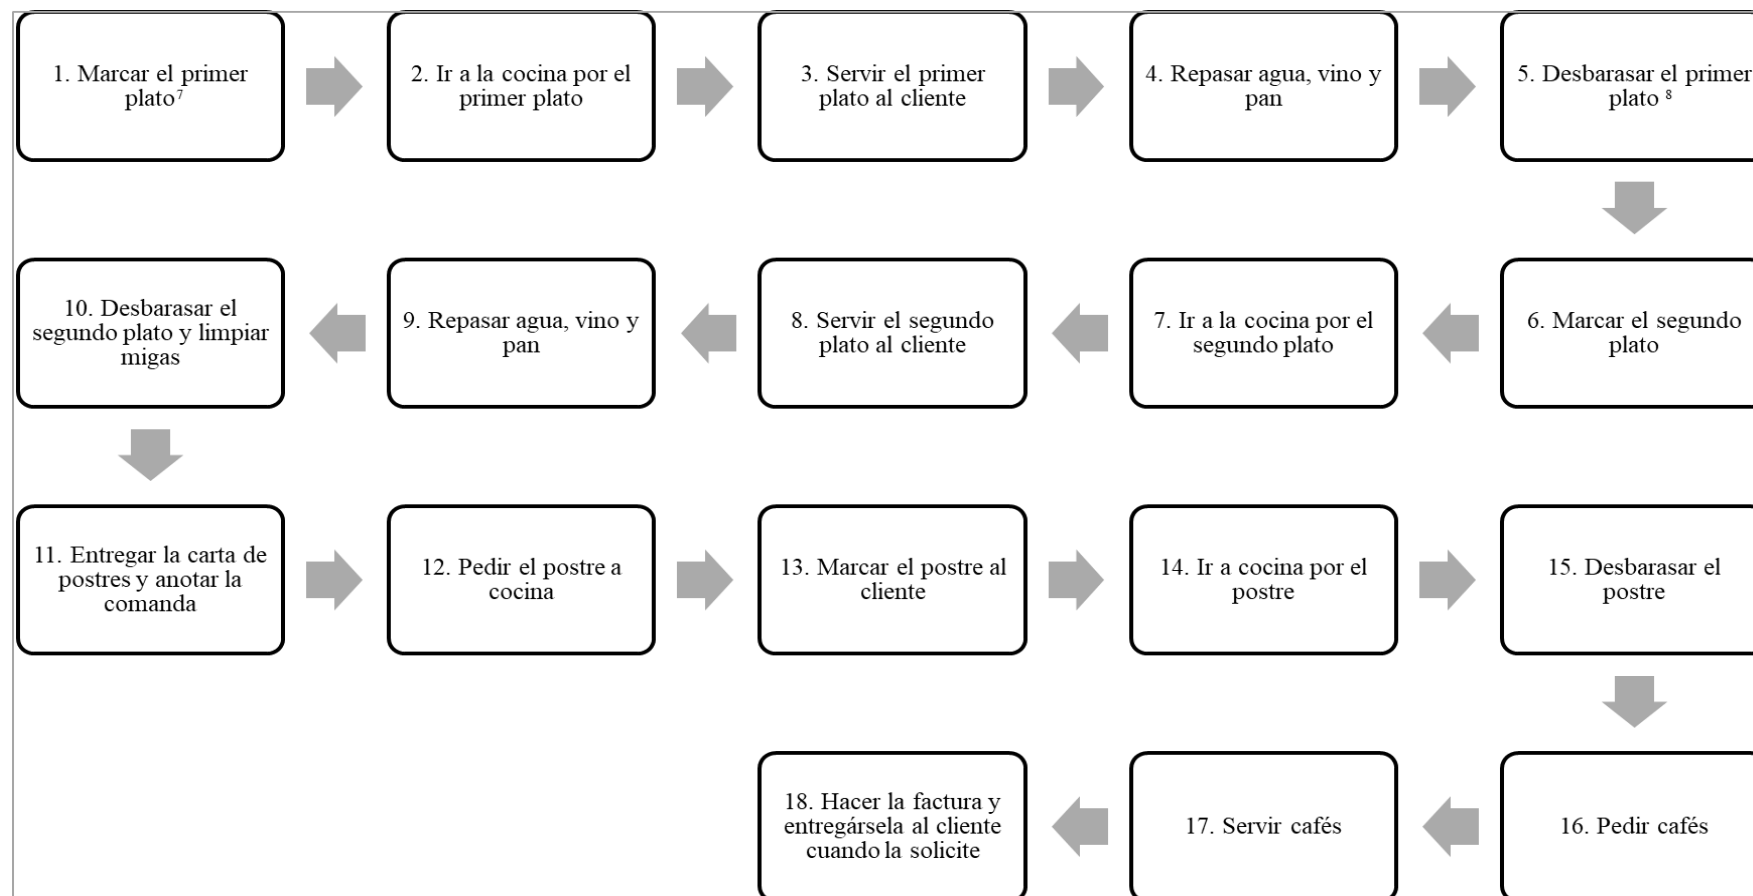 1. Marcar el primer
plato⁷
2. Ir a la cocina por el
primer plato
3. Servir el primer
plato al cliente
4. Repasar agua, vino y
pan
5. Desbarasar el primer
plato ⁸
6. Marcar el segundo
plato
7. Ir a la cocina por el
segundo plato
8. Servir el segundo
plato al cliente
9. Repasar agua, vino y
pan
10. Desbarasar el
segundo plato y limpiar
migas
11. Entregar la carta de
postres y anotar la
comanda
12. Pedir el postre a
cocina
13. Marcar el postre al
cliente
14. Ir a cocina por el
postre
15. Desbarasar el
postre
16. Pedir cafés
17. Servir cafés
18. Hacer la factura y
entregársela al cliente
cuando la solicite